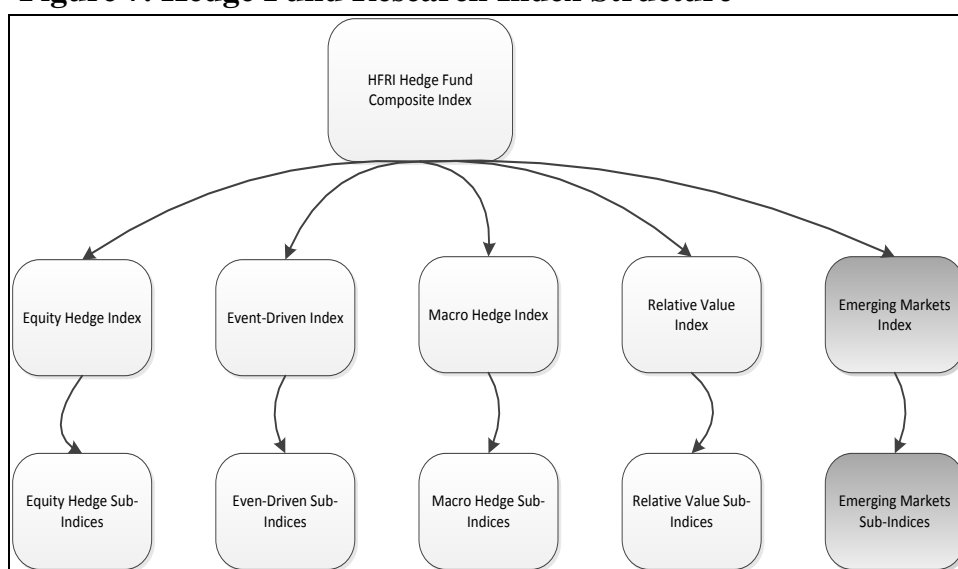 Figure 7: Hedge Fund Research Index Structure
HFRI Hedge Fund
Composite Index
Equity Hedge Index
Event-Driven Index
Macro Hedge Index
Relative Value
Index
Emerging Markets
Index
Equity Hedge Sub-
Indices
Even-Driven Sub-
Indices
Macro Hedge Sub-
Indices
Relative Value Sub-
Indices
Emerging Markets
Sub-Indices